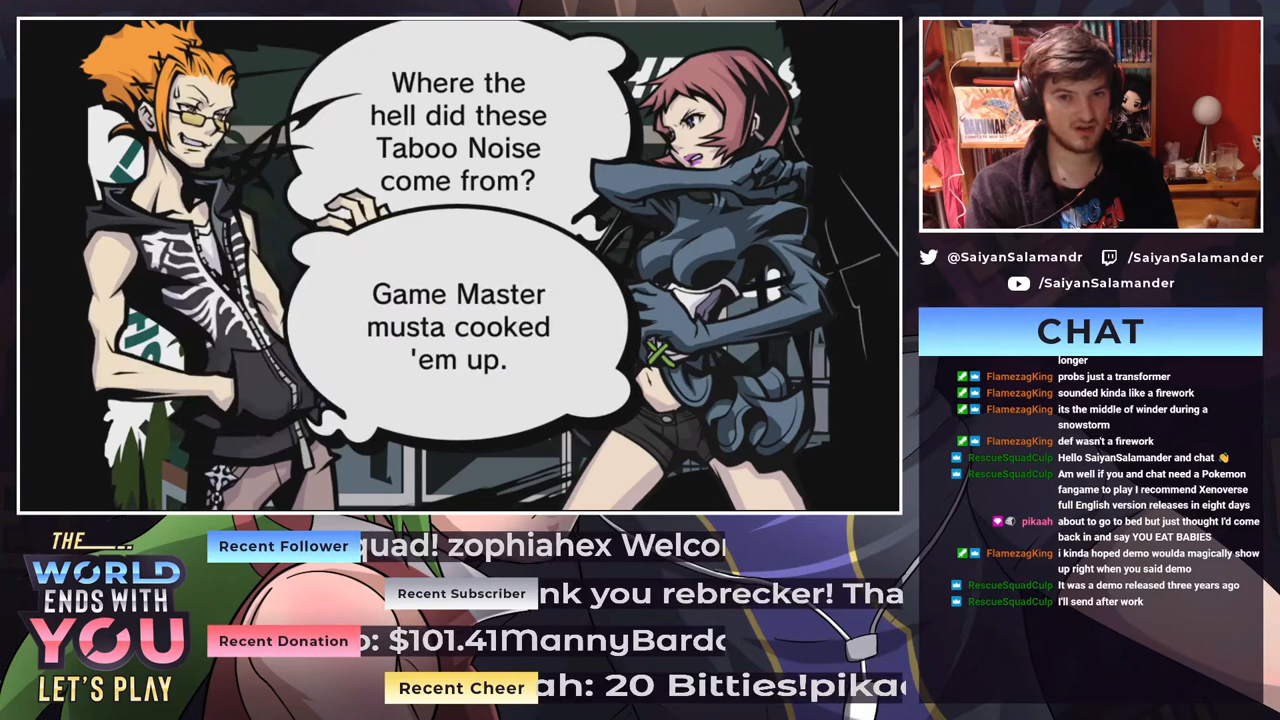 Where the
hell did these
Taboo Noise
come from?
Game Master
musta cooked
'em up.
BAKUMAN
@SaiyanSalamandr
/SaiyanSalamander
/SaiyanSalamander
CHAT
longer
FlamezagKing probs just a transformer
FlamezagKing sounded kinda like a firework
FlamezagKing its the middle of winder during a
snowstorm
FlamezagKing def wasn't a firework
RescueSquadCulp Hello SaiyanSalamander and chat 👋
RescueSquadCulp Am well if you and chat need a Pokemon
fangame to play I recommend Xenoverse
full English version releases in eight days
pikaah about to go to bed but just thought I'd come
back in and say YOU EAT BABIES
FlamezagKing i kinda hoped demo woulda magically show
up right when you said demo
RescueSquadCulp It was a demo released three years ago
RescueSquadCulp I'll send after work
THE
WORLD
ENDS WITH
YOU
LET'S PLAY
Recent Follower quad! zophiahex Welco
Recent Subscriber nk you rebrecker! Tha
Recent Donation o: $101.41MannyBard
Recent Cheer ah: 20 Bitties!pika